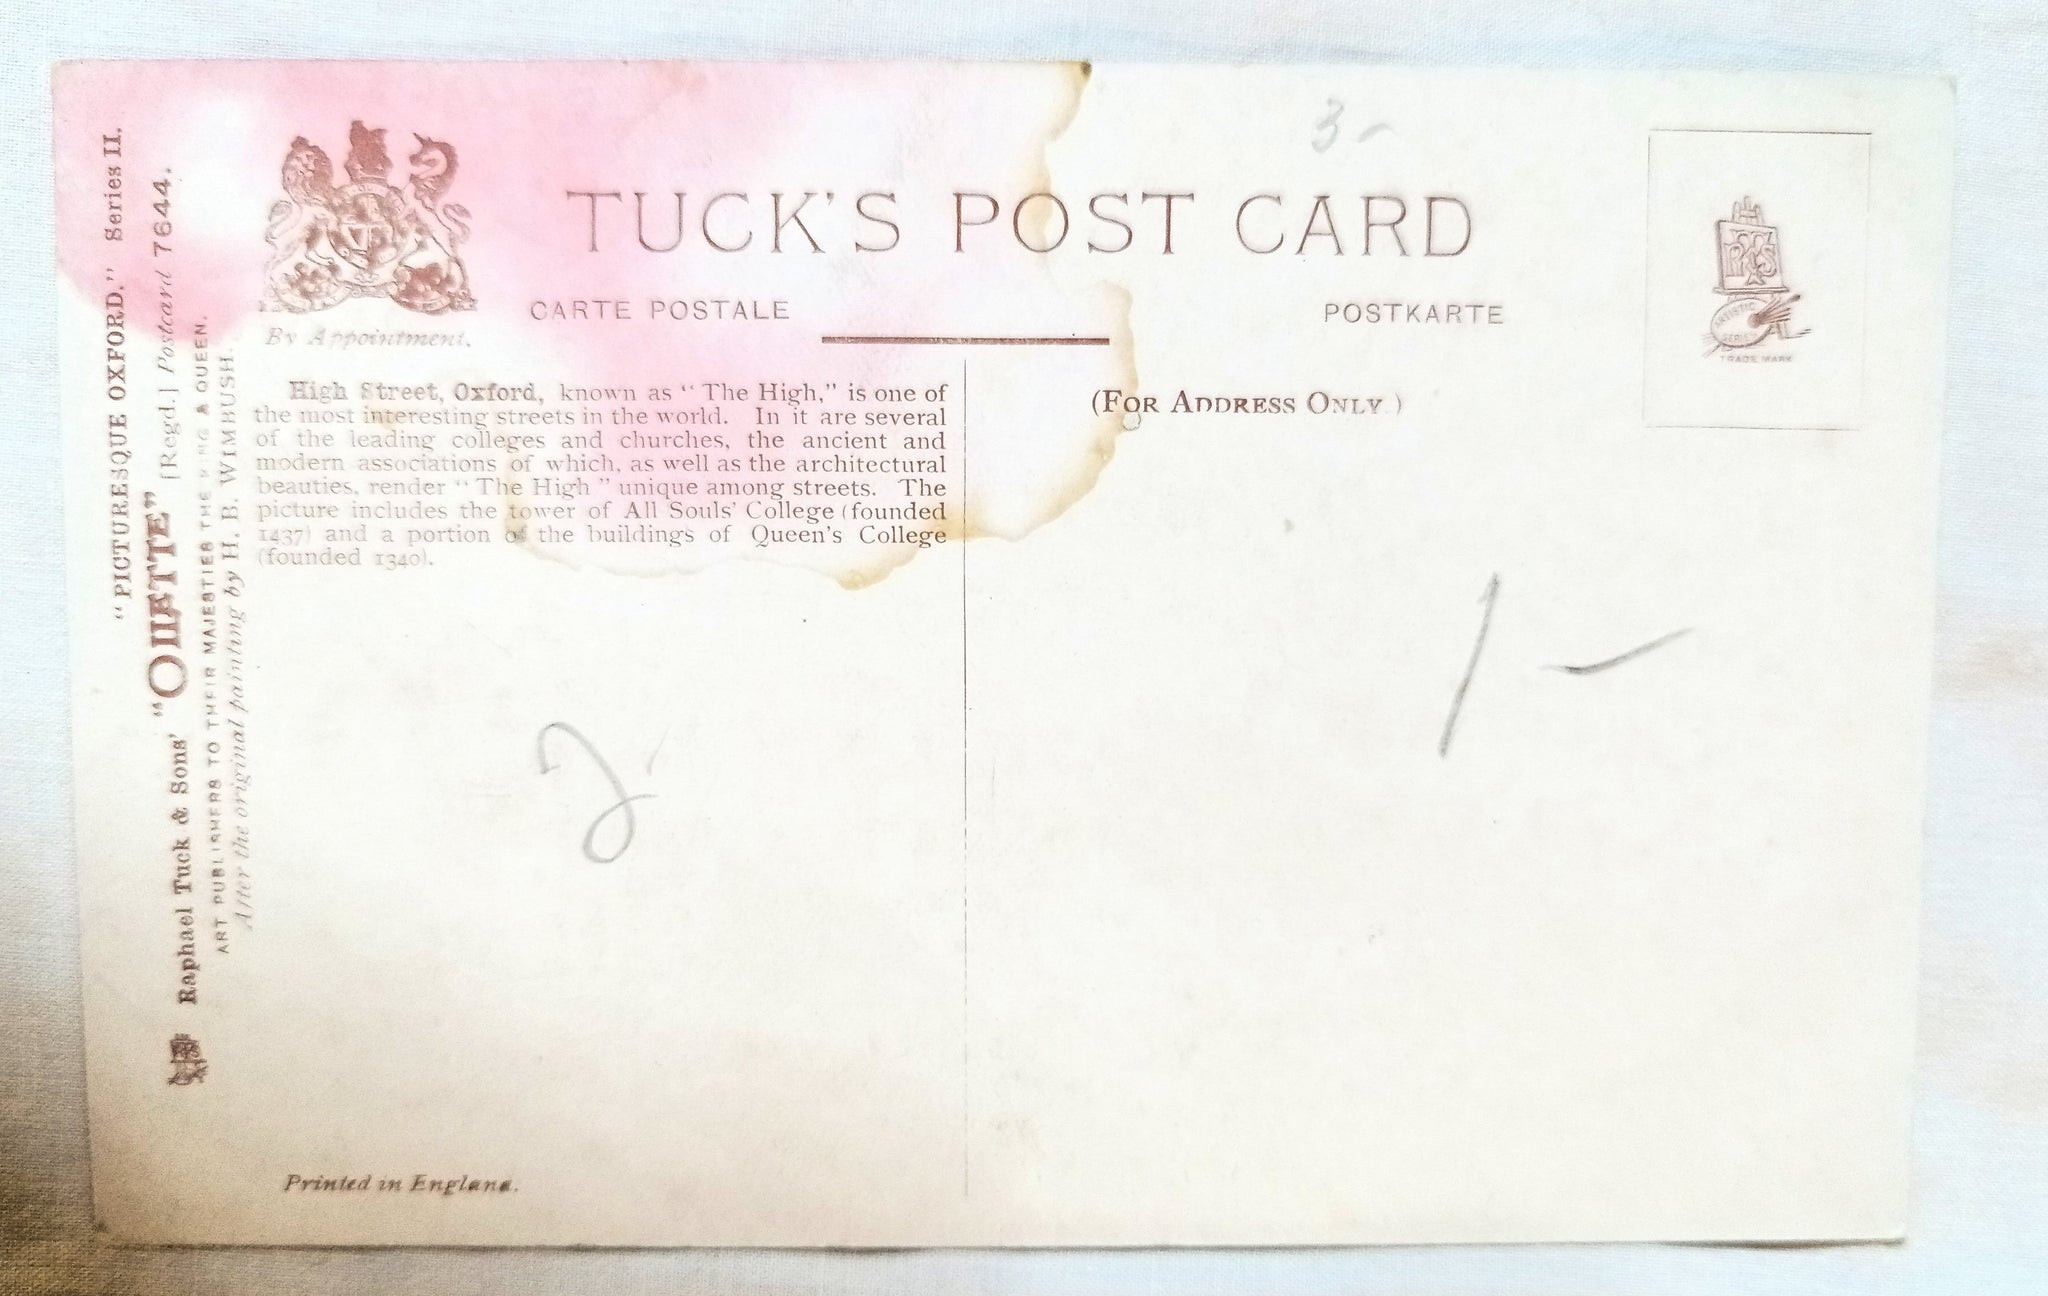 "PICTURESQUE OXFORD." Series II.
Raphael Tuck & Sons' "OILETTE" [Regd.] Postcard 7644.
ART PUBLISHERS TO THEIR MAJESTIES THE KING & QUEEN.
After the original painting by H. B. WIMBUSH.
3-
TUCK'S POST CARD
CARTE POSTALE
POSTKARTE
By Appointment.
ARTISTIC
SERIES
TRADE MARK
High Street, Oxford, known as "The High," is one of
the most interesting streets in the world. In it are several
of the leading colleges and churches, the ancient and
modern associations of which, as well as the architectural
beauties, render "The High" unique among streets. The
picture includes the tower of All Souls' College (founded
1437) and a portion of the buildings of Queen's College
(founded 1340).
(FOR ADDRESS ONLY.)
2-
1-
Printed in England.